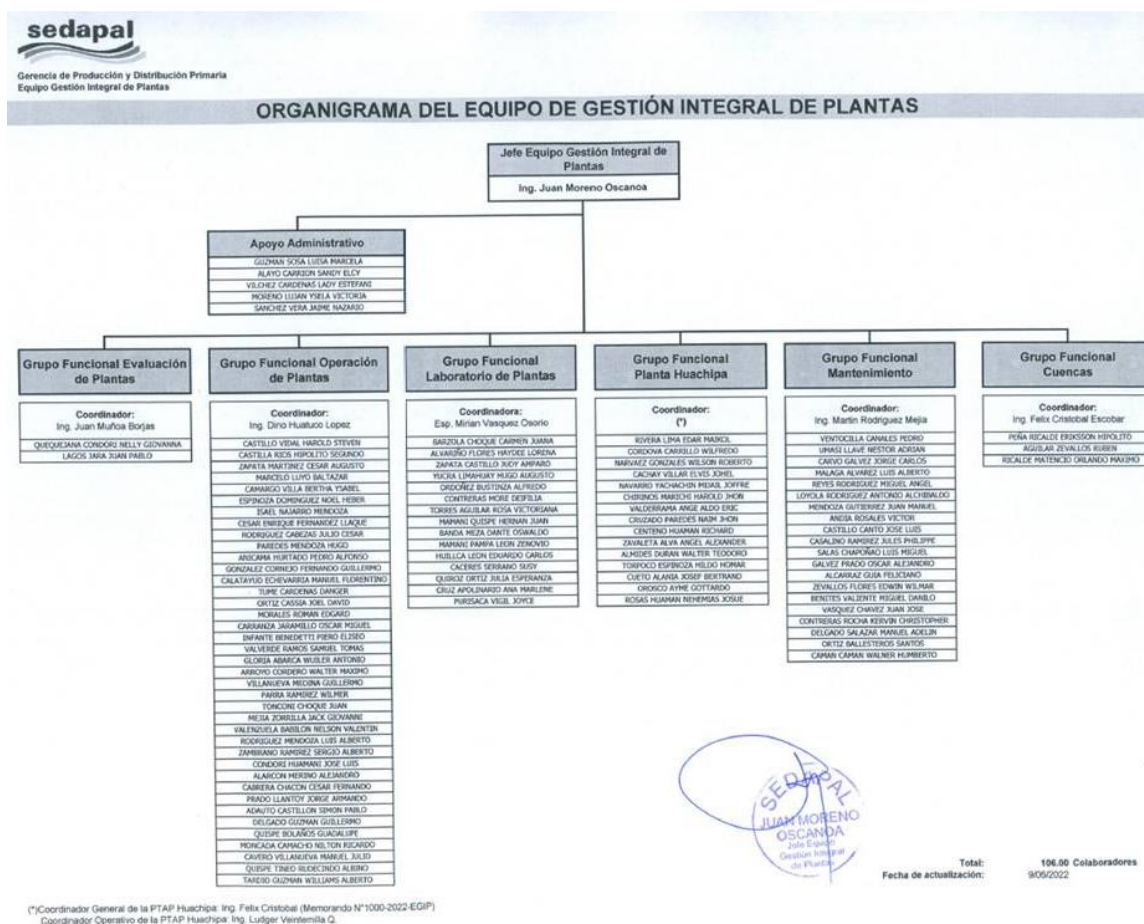 sedapal
Gerencia de Producción y Distribución Primaria
Equipo Gestión Integral de Plantas
ORGANIGRAMA DEL EQUIPO DE GESTIÓN INTEGRAL DE PLANTAS
Jefe Equipo Gestión Integral de
Plantas
Ing. Juan Moreno Oscanoa
Apoyo Administrativo
GUZMAN SOSA LUISA MARCELA
ALAYO CARRION SANDY ELCY
VILCHEZ CARDENAS LADY ESTEFANI
MORENO LUJAN YSELA VICTORIA
SANCHEZ VERA JAIME NAZARIO
Grupo Funcional Evaluación
de Plantas
Coordinador:
Ing. Juan Muñoa Borjas
QUEQUEJANA CONDORI NELLY GIOVANNA
LAGOS JARA JUAN PABLO
Grupo Funcional Operación
de Plantas
Coordinador:
Ing. Dino Huatuco Lopez
CASTILLO VIDAL HAROLD STEVEN
CASTILLA RIOS HIPOLITO SEGUNDO
ZAPATA MARTINEZ CESAR AUGUSTO
MARCELO LUYO BALTAZAR
CAMARGO VILLA BERTHA YSABEL
ESPINOZA DOMINGUEZ NOEL HEBER
ISAEL NAJARRO MENDOZA
CESAR ENRIQUE FERNANDEZ LLAQUE
RODRIGUEZ CABEZAS JULIO CESAR
PAREDES MENDOZA HUGO
ANICAMA HURTADO PEDRO ALFONSO
GONZALEZ CORNEJO FERNANDO GUILLERMO
CALATAYUD ECHEVARRIA MANUEL FLORENTINO
TUME CARDENAS DANGER
ORTIZ CASSIA JOEL DAVID
MORALES ROMAN EDGARD
CARRANZA JARAMILLO OSCAR MIGUEL
INFANTE BENEDETTI PIERO ELISEO
VALVERDE RAMOS SAMUEL TOMAS
GLORIA ABARCA WUILER ANTONIO
ARROYO CORDERO WALTER MAXIMO
VILLANUEVA MEDINA GUILLERMO
PARRA RAMIREZ WILMER
TONCONI CHOQUE JUAN
MEJIA ZORRILLA JACK GIOVANNI
VALENZUELA BABILON NELSON VALENTIN
RODRIGUEZ MENDOZA LUIS ALBERTO
ZAMBRANO RAMIREZ SERGIO ALBERTO
CONDORI HUAMANI JOSE LUIS
ALARCON MERINO ALEJANDRO
CABRERA CHACON CESAR FERNANDO
PRADO LLANTOY JORGE ARMANDO
ADAUTO CASTILLON SIMON PABLO
DELGADO GUZMAN GUILLERMO
QUISPE BOLAÑOS GUADALUPE
MONCADA CAMACHO NILTON RICARDO
CAVERO VILLANUEVA MANUEL JULIO
QUISPE TINEO RUDECINDO ALBINO
TARDIO GUZMAN WILLIAMS ALBERTO
Grupo Funcional
Laboratorio de Plantas
Coordinadora:
Esp. Mirian Vasquez Osorio
BARZOLA CHOQUE CARMEN JUANA
ALVARIÑO FLORES HAYDEE LORENA
ZAPATA CASTILLO JUDY AMPARO
YUCRA LIMAHUAY HUGO AUGUSTO
ORDOÑEZ BUSTINZA ALFREDO
CONTRERAS MORE DEIFILIA
TORRES AGUILAR ROSA VICTORIANA
MAMANI QUISPE HERNAN JUAN
BANDA MEZA DANTE OSWALDO
MAMANI PAMPA LEON ZENOVIO
HUILLCA LEON EDUARDO CARLOS
CACERES SERRANO SUSY
QUIROZ ORTIZ JULIA ESPERANZA
CRUZ APOLINARIO ANA MARLENE
PURISACA VIGIL JOYCE
Grupo Funcional
Planta Huachipa
Coordinador:
(*)
RIVERA LIMA EDAR MAIKOL
CORDOVA CARRILLO WILFREDO
NARVAEZ GONZALES WILSON ROBERTO
CACHAY VILLAR ELVIS JOHEL
NAVARRO YACHACHIN MIJAIL JOFFRE
CHIRINOS MARICHI HAROLD JHON
VALDERRAMA ANGE ALDO ERIC
CRUZADO PAREDES NAIM JHON
CENTENO HUAMAN RICHARD
ZAVALETA ALVA ANGEL ALEXANDER
ALMIDES DURAN WALTER TEODORO
TORPOCO ESPINOZA HILDO HOMAR
CUETO ALANIA JOSEF BERTRAND
OROSCO AYME GOTTARDO
ROSAS HUAMAN NEHEMIAS JOSUE
Grupo Funcional
Mantenimiento
Coordinador:
Ing. Martin Rodriguez Mejia
VENTOCILLA CANALES PEDRO
UMASI LLAVE NESTOR ADRIAN
CARVO GALVEZ JORGE CARLOS
MALAGA ALVAREZ LUIS ALBERTO
REYES RODRIGUEZ MIGUEL ANGEL
LOYOLA RODRIGUEZ ANTONIO ALCHIBALDO
MENDOZA GUTIERREZ JUAN MANUEL
ANDIA ROSALES VICTOR
CASTILLO CANTO JOSE LUIS
CASALINO RAMIREZ JULES PHILIPPE
SALAS CHAPOÑAO LUIS MIGUEL
GALVEZ PRADO OSCAR ALEJANDRO
ALCARRAZ GUIA FELICIANO
ZEVALLOS FLORES EDWIN WILMAR
BENITES VALIENTE MIGUEL DANILO
VASQUEZ CHAVEZ JUAN JOSE
CONTRERAS ROCHA KERVIN CHRISTOPHER
DELGADO SALAZAR MANUEL ADELIN
ORTIZ BALLESTEROS SANTOS
CAMAN CAMAN WALNER HUMBERTO
Grupo Funcional
Cuencas
Coordinador:
Ing. Felix Cristobal Escobar
PEÑA RICALDI ERIKSSON HIPOLITO
AGUILAR ZEVALLOS RUBEN
RICALDE MATENCIO ORLANDO MAXIMO
SEDAPAL
JUAN MORENO
OSCANOA
Jefe Equipo
Gestión Integral
de Plantas
Total: 106.00 Colaboradores
Fecha de actualización: 9/05/2022
(*)Coordinador General de la PTAP Huachipa: Ing. Felix Cristobal (Memorando N°1000-2022-EGIP)
Coordinador Operativo de la PTAP Huachipa: Ing. Ludger Veintemilla Q.